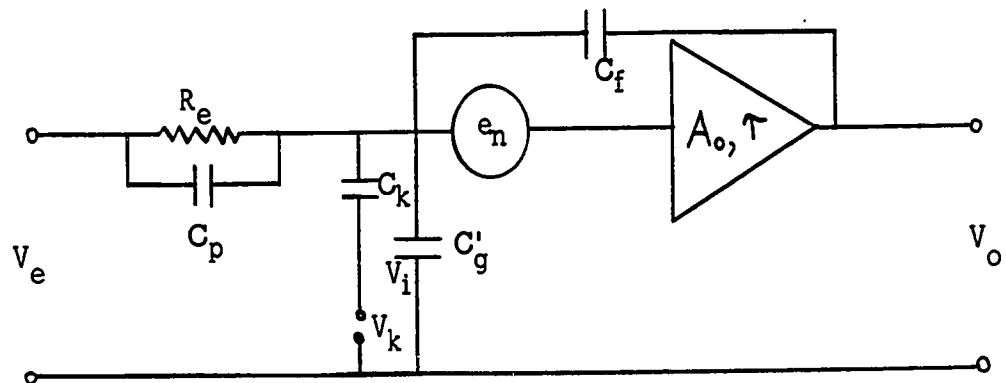 C_f
R_e
e_n
A_o, τ
C_k
C_p
C'_g
V_e
V_i
V_o
V_k